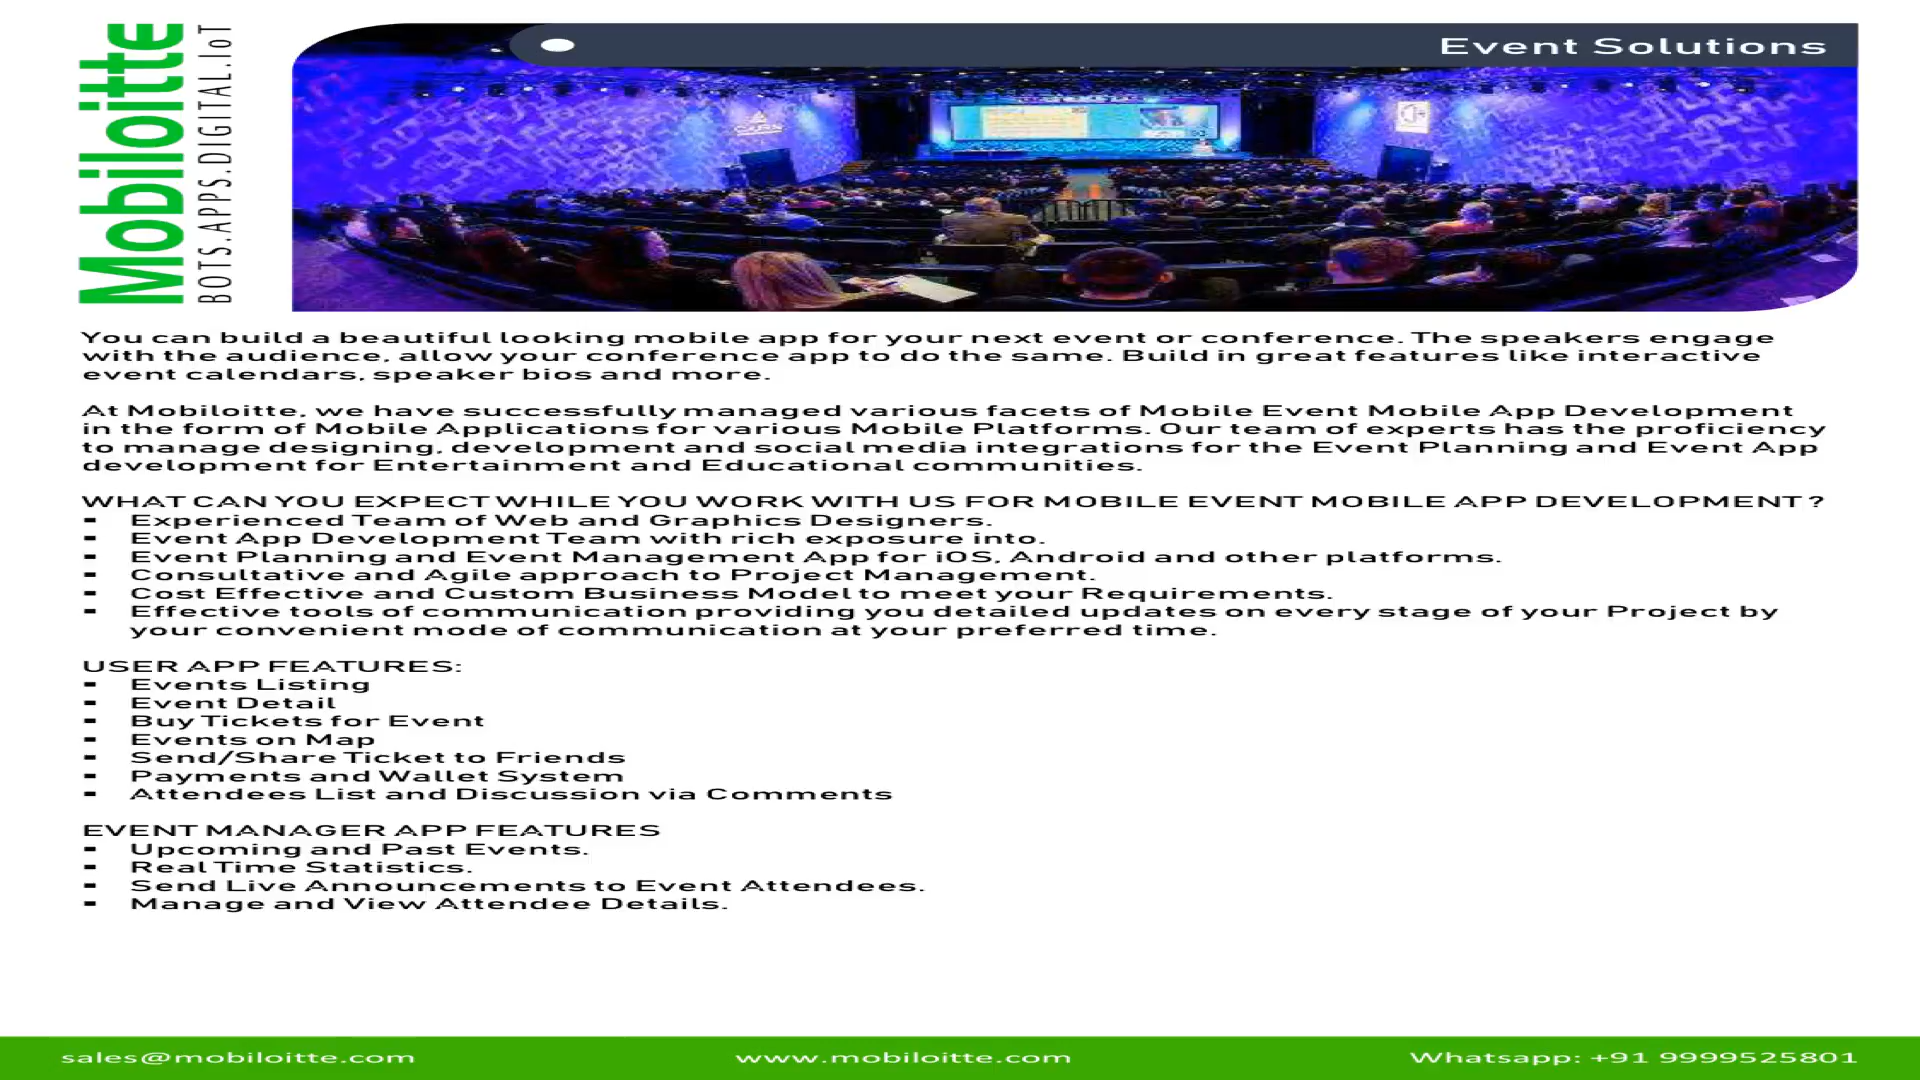 Mobiloitte
BOTS.APPS.DIGITAL.IoT
Event Solutions
You can build a beautiful looking mobile app for your next event or conference. The speakers engage
with the audience, allow your conference app to do the same. Build in great features like interactive
event calendars, speaker bios and more.
At Mobiloitte, we have successfully managed various facets of Mobile Event Mobile App Development
in the form of Mobile Applications for various Mobile Platforms. Our team of experts has the proficiency
to manage designing, development and social media integrations for the Event Planning and Event App
development for Entertainment and Educational communities.
WHAT CAN YOU EXPECT WHILE YOU WORK WITH US FOR MOBILE EVENT MOBILE APP DEVELOPMENT ?
▪ Experienced Team of Web and Graphics Designers.
▪ Event App Development Team with rich exposure into.
▪ Event Planning and Event Management App for iOS, Android and other platforms.
▪ Consultative and Agile approach to Project Management.
▪ Cost Effective and Custom Business Model to meet your Requirements.
▪ Effective tools of communication providing you detailed updates on every stage of your Project by
your convenient mode of communication at your preferred time.
USER APP FEATURES:
▪ Events Listing
▪ Event Detail
▪ Buy Tickets for Event
▪ Events on Map
▪ Send/Share Ticket to Friends
▪ Payments and Wallet System
▪ Attendees List and Discussion via Comments
EVENT MANAGER APP FEATURES
▪ Upcoming and Past Events.
▪ Real Time Statistics.
▪ Send Live Announcements to Event Attendees.
▪ Manage and View Attendee Details.
sales@mobiloitte.com
www.mobiloitte.com
Whatsapp: +91 9999525801